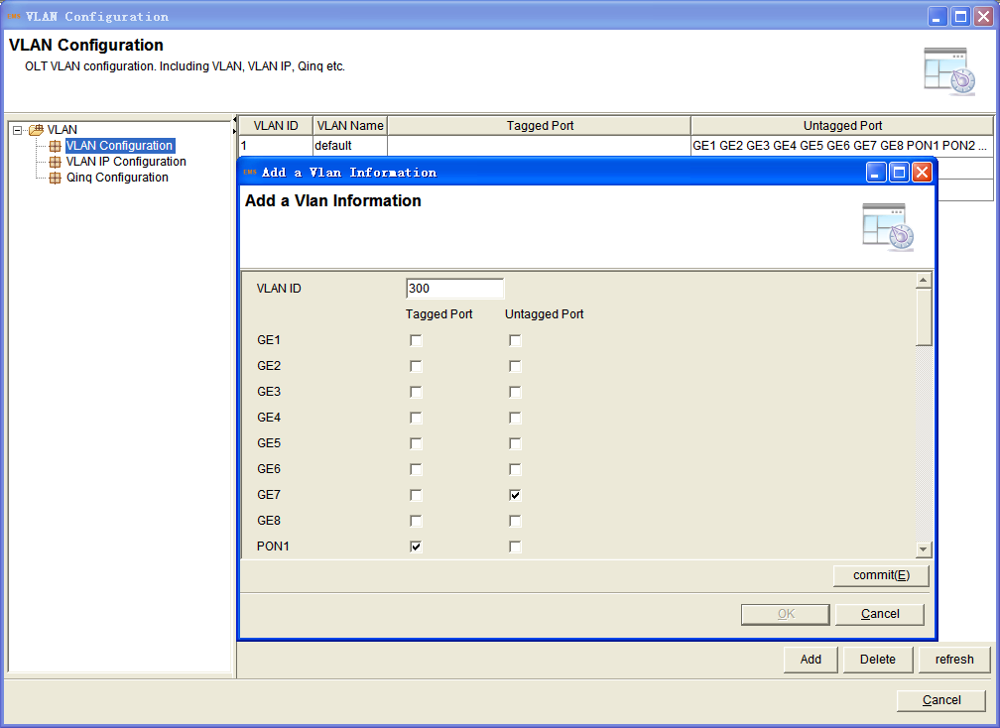 EMS VLAN Configuration
VLAN Configuration
OLT VLAN configuration. Including VLAN, VLAN IP, Qinq etc.
VLAN
VLAN Configuration
VLAN IP Configuration
Qinq Configuration
VLAN ID VLAN Name Tagged Port Untagged Port
1 default GE1 GE2 GE3 GE4 GE5 GE6 GE7 GE8 PON1 PON2 ...
EMS Add a Vlan Information
Add a Vlan Information
VLAN ID 300
Tagged Port Untagged Port
GE1
GE2
GE3
GE4
GE5
GE6
GE7
GE8
PON1
commit(E)
OK Cancel
Add Delete refresh
Cancel